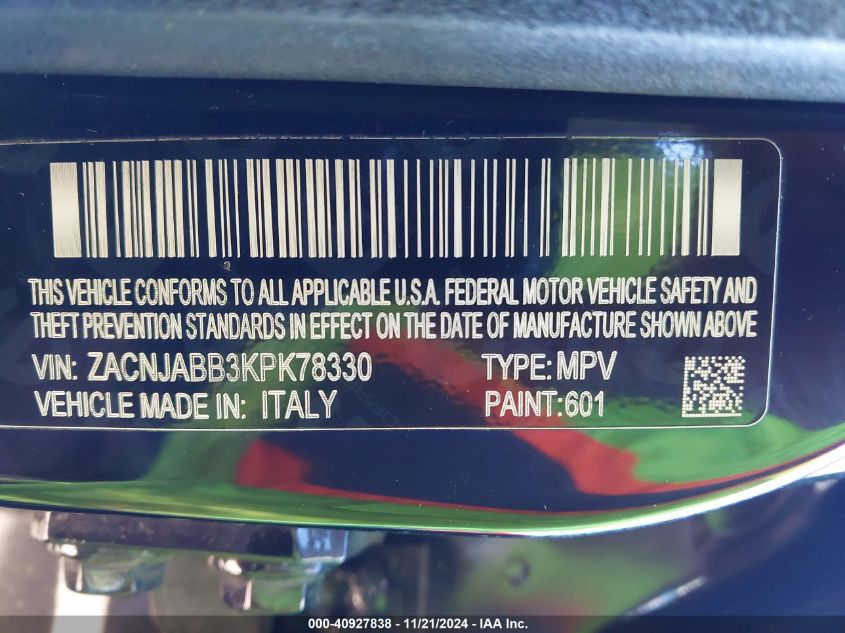 THIS VEHICLE CONFORMS TO ALL APPLICABLE U.S.A. FEDERAL MOTOR VEHICLE SAFETY AND
THEFT PREVENTION STANDARDS IN EFFECT ON THE DATE OF MANUFACTURE SHOWN ABOVE
VIN: ZACNJABB3KPK78330 TYPE: MPV
VEHICLE MADE IN: ITALY PAINT:601
000-40927838 - 11/21/2024 - IAA Inc.